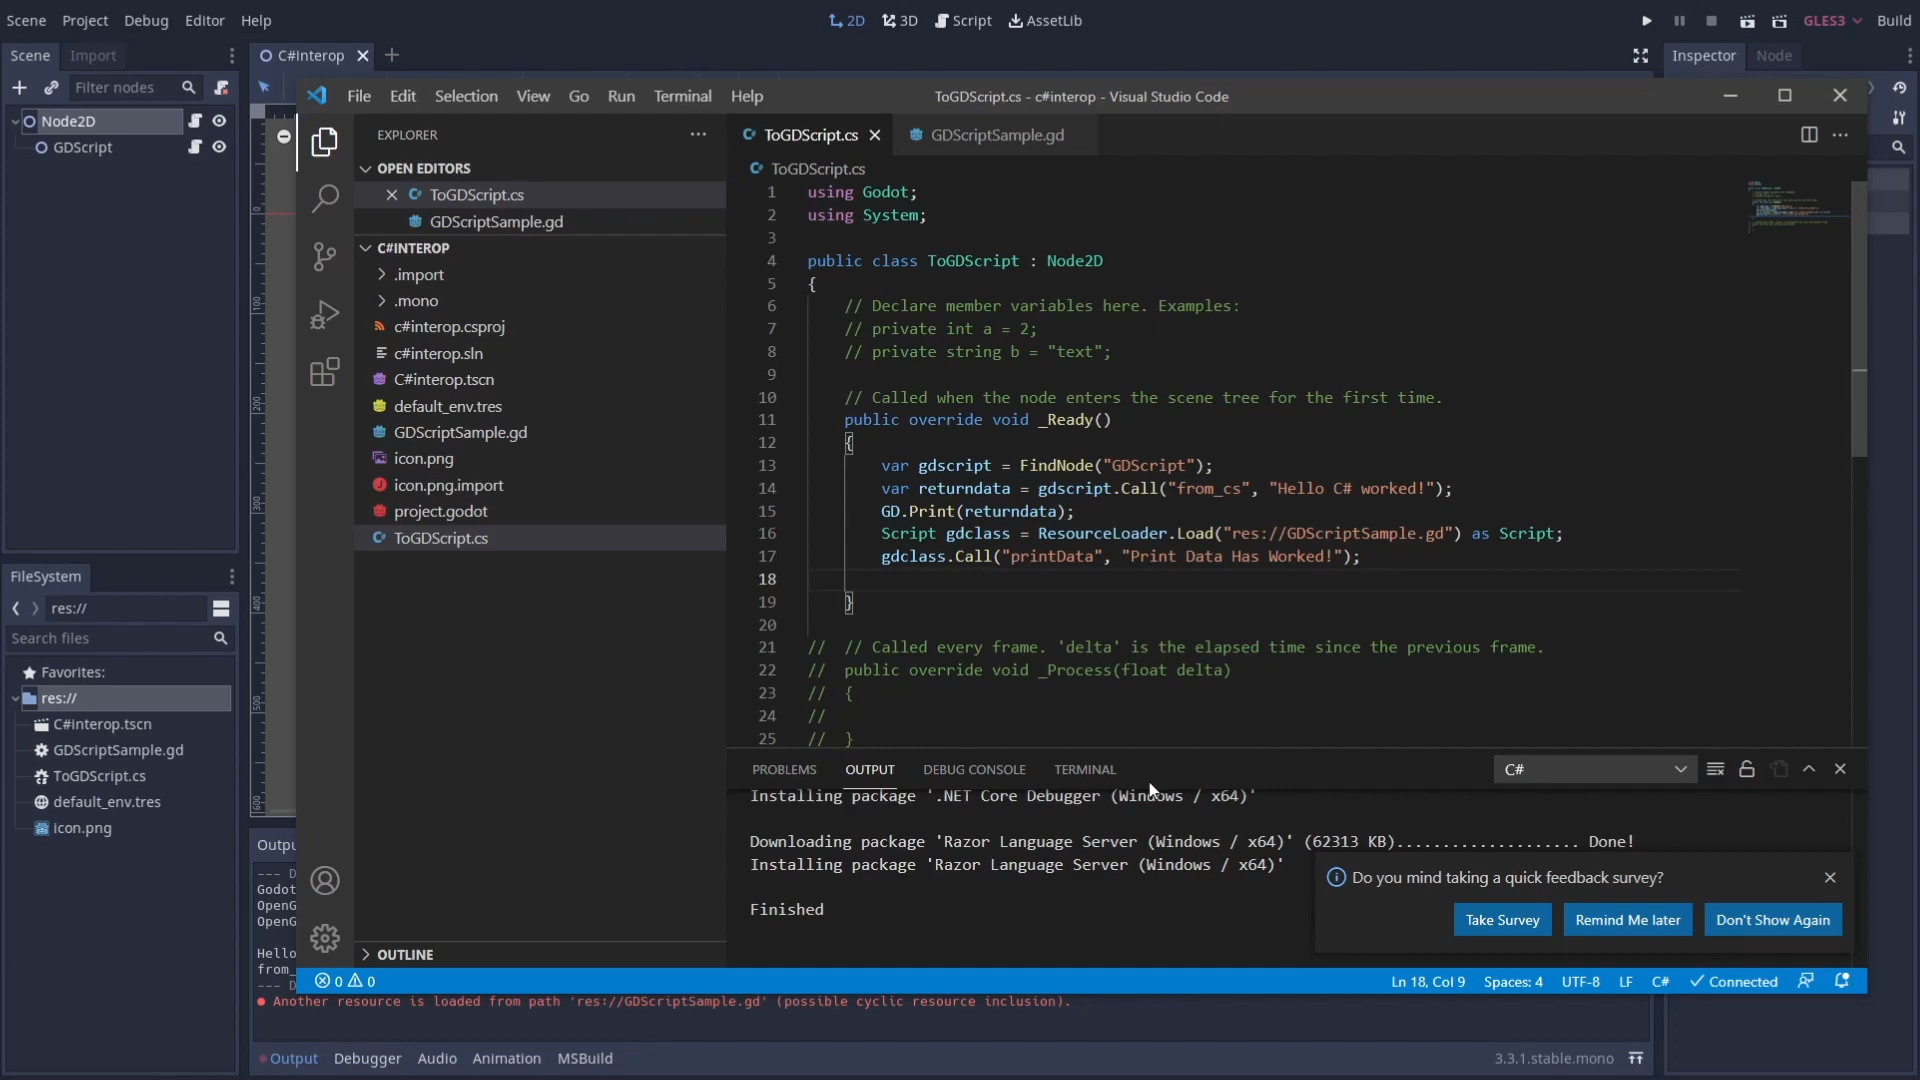 Scene Project Debug Editor Help
2D 3D Script AssetLib
GLES3 Build
Scene Import
C#interop
Inspector Node
Filter nodes
Node2D
GDScript
File Edit Selection View Go Run Terminal Help
ToGDScript.cs - c#interop - Visual Studio Code
EXPLORER
OPEN EDITORS
ToGDScript.cs
GDScriptSample.gd
C#INTEROP
.import
.mono
c#interop.csproj
c#interop.sln
C#interop.tscn
default_env.tres
GDScriptSample.gd
icon.png
icon.png.import
project.godot
ToGDScript.cs
OUTLINE
ToGDScript.cs GDScriptSample.gd
ToGDScript.cs
1 using Godot;
2 using System;
3
4 public class ToGDScript : Node2D
5 {
6 // Declare member variables here. Examples:
7 // private int a = 2;
8 // private string b = "text";
9
10 // Called when the node enters the scene tree for the first time.
11 public override void _Ready()
12 {
13 var gdscript = FindNode("GDScript");
14 var returndata = gdscript.Call("from_cs", "Hello C# worked!");
15 GD.Print(returndata);
16 Script gdclass = ResourceLoader.Load("res://GDScriptSample.gd") as Script;
17 gdclass.Call("printData", "Print Data Has Worked!");
18
19 }
20
21 // // Called every frame. 'delta' is the elapsed time since the previous frame.
22 // public override void _Process(float delta)
23 // {
24 //
25 // }
PROBLEMS OUTPUT DEBUG CONSOLE TERMINAL
C#
Installing package '.NET Core Debugger (Windows / x64)'
Downloading package 'Razor Language Server (Windows / x64)' (62313 KB).................... Done!
Installing package 'Razor Language Server (Windows / x64)'
Finished
Do you mind taking a quick feedback survey?
Take Survey Remind Me later Don't Show Again
0 0
Ln 18, Col 9 Spaces: 4 UTF-8 LF C# Connected
FileSystem
res://
Search files
Favorites:
res://
C#interop.tscn
GDScriptSample.gd
ToGDScript.cs
default_env.tres
icon.png
Outpu
--- D
Godot
OpenG
OpenG
Hello
from_
--- D
Another resource is loaded from path 'res://GDScriptSample.gd' (possible cyclic resource inclusion).
Output Debugger Audio Animation MSBuild
3.3.1.stable.mono